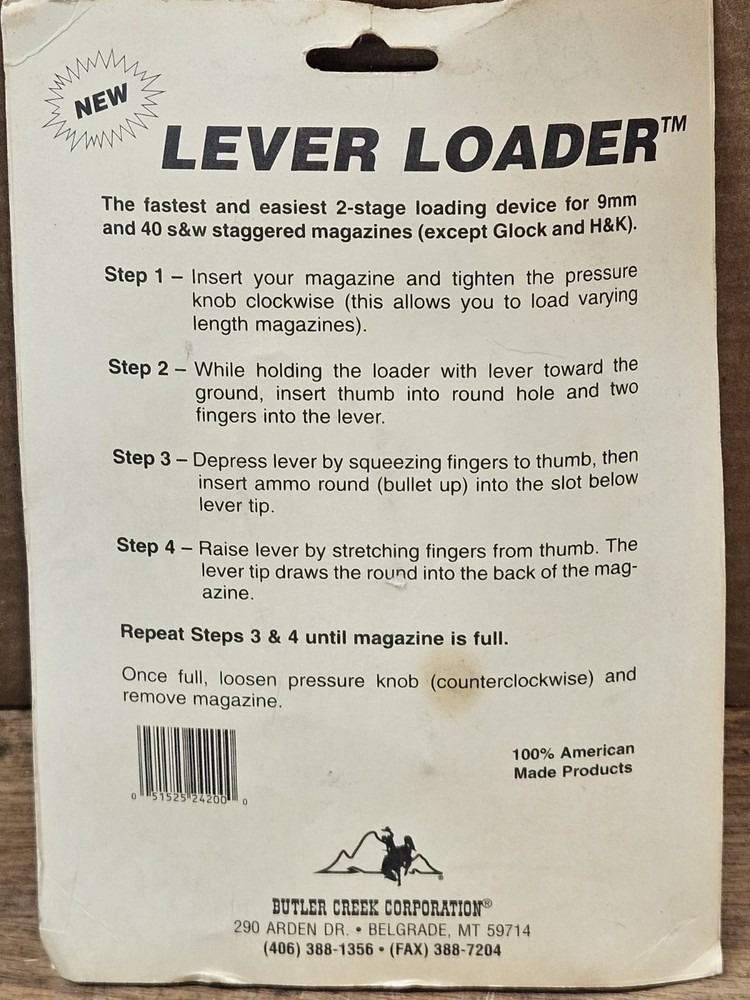 NEW
LEVER LOADER™
The fastest and easiest 2-stage loading device for 9mm
and 40 s&w staggered magazines (except Glock and H&K).
Step 1 – Insert your magazine and tighten the pressure
knob clockwise (this allows you to load varying
length magazines).
Step 2 – While holding the loader with lever toward the
ground, insert thumb into round hole and two
fingers into the lever.
Step 3 – Depress lever by squeezing fingers to thumb, then
insert ammo round (bullet up) into the slot below
lever tip.
Step 4 – Raise lever by stretching fingers from thumb. The
lever tip draws the round into the back of the mag-
azine.
Repeat Steps 3 & 4 until magazine is full.
Once full, loosen pressure knob (counterclockwise) and
remove magazine.
0 51525 24200 0
100% American
Made Products
BUTLER CREEK CORPORATION®
290 ARDEN DR. • BELGRADE, MT 59714
(406) 388-1356 • (FAX) 388-7204